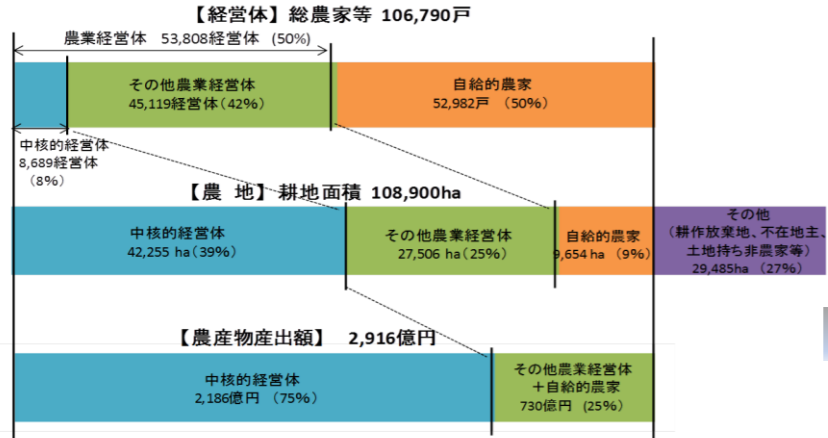 【経営体】総農家等 106,790戸
農業経営体 53,808経営体 (50%)
その他農業経営体
45,119経営体(42%)
自給的農家
52,982戸 (50%)
中核的経営体
8,689経営体
(8%)
【農 地】耕地面積 108,900ha
中核的経営体
42,255 ha(39%)
その他農業経営体
27,506 ha(25%)
自給的農家
9,654 ha (9%)
その他
(耕作放棄地、不在地主、
土地持ち非農家等)
29,485ha (27%)
【農産物産出額】 2,916億円
中核的経営体
2,186億円 (75%)
その他農業経営体
+自給的農家
730億円 (25%)